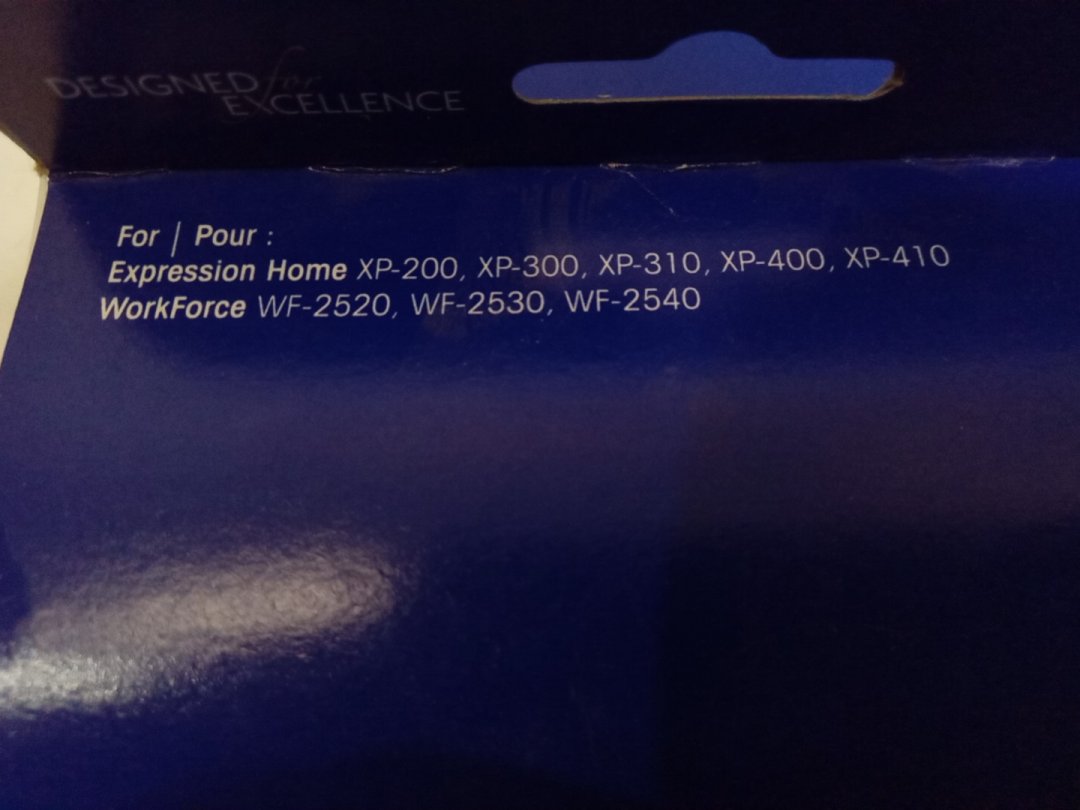 DESIGNED for
EXCELLENCE
For | Pour :
Expression Home XP-200, XP-300, XP-310, XP-400, XP-410
WorkForce WF-2520, WF-2530, WF-2540